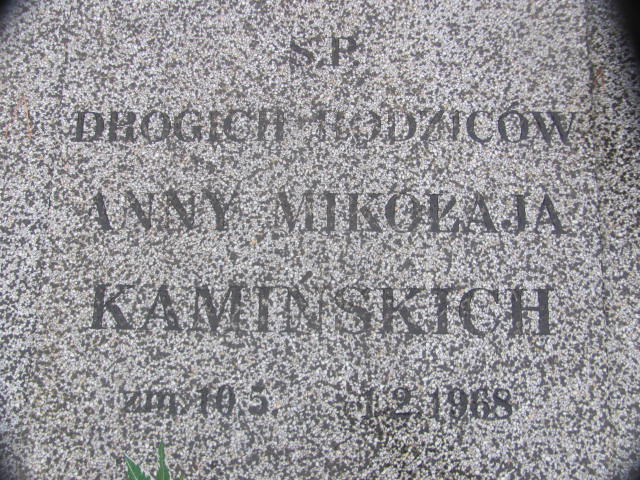 Ś.P.
DROGICH RODZICÓW
ANNY MIKOŁAJA
KAMIŃSKICH
zm. 10.5. 1.2.1968